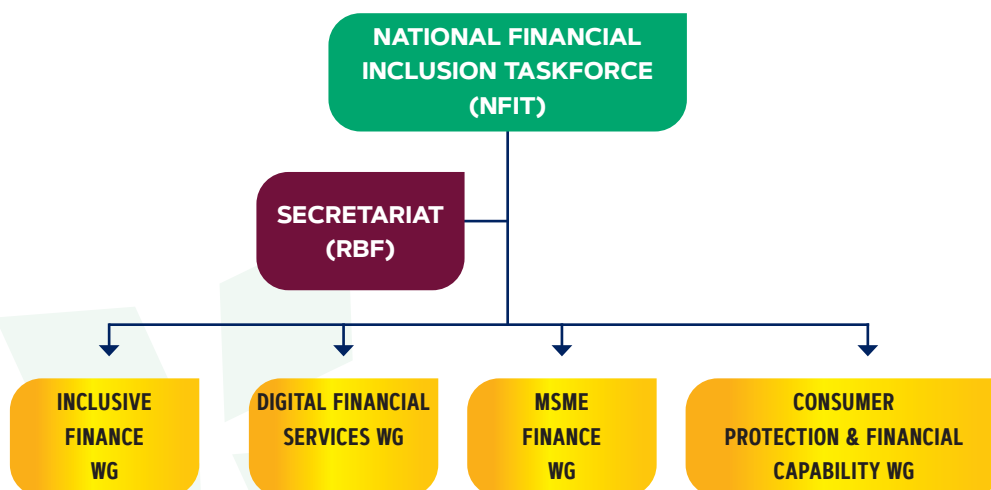 NATIONAL FINANCIAL
INCLUSION TASKFORCE
(NFIT)
SECRETARIAT
(RBF)
INCLUSIVE
FINANCE
WG
DIGITAL FINANCIAL
SERVICES WG
MSME
FINANCE
WG
CONSUMER
PROTECTION & FINANCIAL
CAPABILITY WG